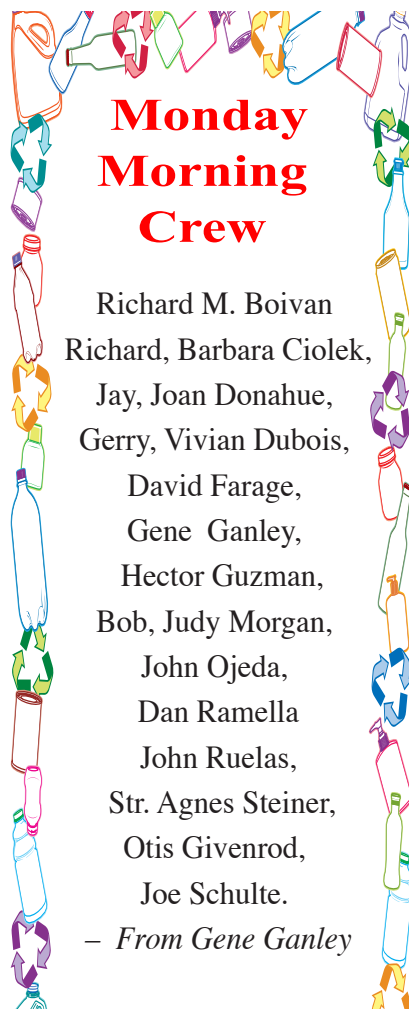 Monday
Morning
Crew
Richard M. Boivan
Richard, Barbara Ciolek,
Jay, Joan Donahue,
Gerry, Vivian Dubois,
David Farage,
Gene  Ganley,
Hector Guzman,
Bob, Judy Morgan,
John Ojeda,
Dan Ramella
John Ruelas,
Str. Agnes Steiner,
Otis Givenrod,
Joe Schulte.
– From Gene Ganley